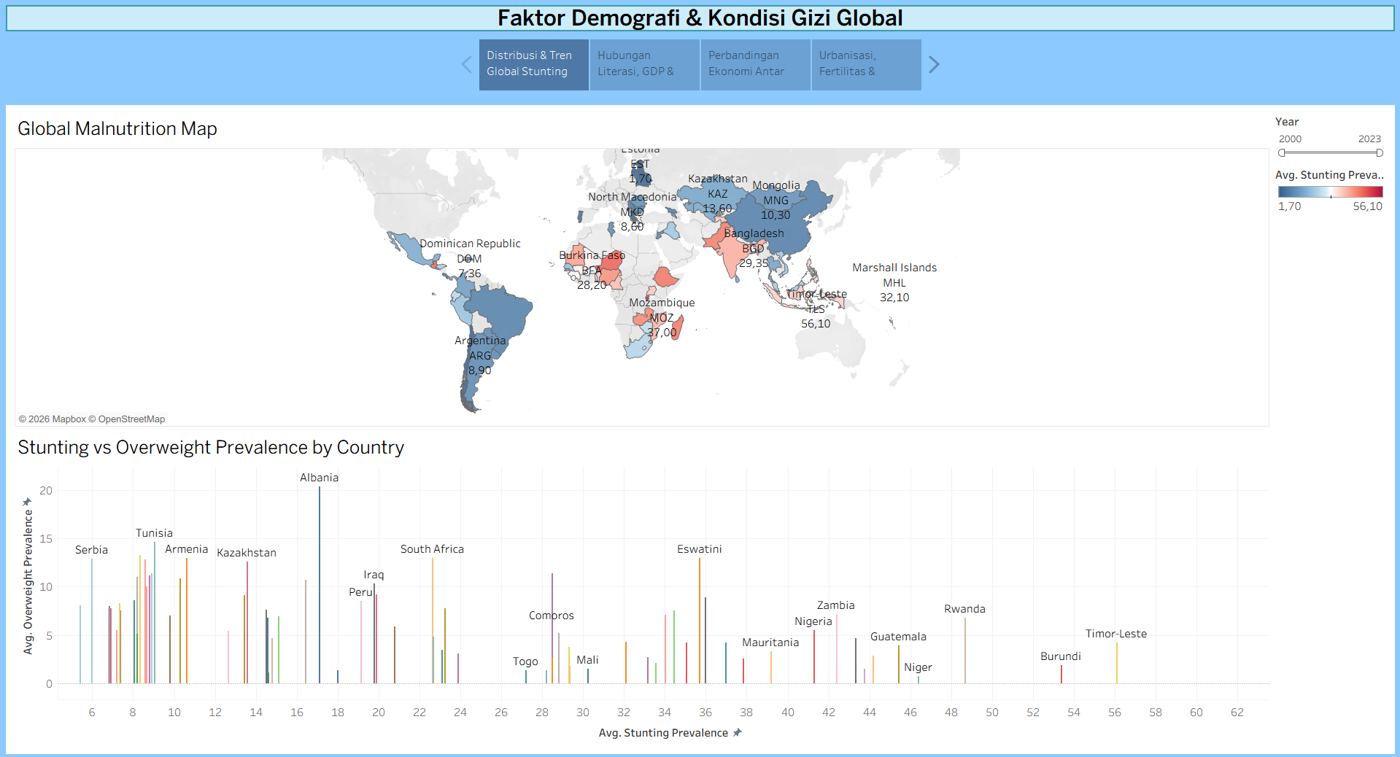 Faktor Demografi & Kondisi Gizi Global
Distribusi & Tren
Global Stunting
Hubungan
Literasi, GDP &
Perbandingan
Ekonomi Antar
Urbanisasi,
Fertilitas &
Global Malnutrition Map
Year
2000 2023
Avg. Stunting Preva..
1,70 56,10
Estonia
EST
1,70
Kazakhstan
KAZ
13,60
Mongolia
MNG
10,30
North Macedonia
MKD
8,60
Bangladesh
BGD
29,35
Dominican Republic
DOM
7,36
Burkina Faso
BFA
28,20
Marshall Islands
MHL
32,10
Timor-Leste
TLS
56,10
Mozambique
MOZ
37,00
Argentina
ARG
8,90
© 2026 Mapbox © OpenStreetMap
Stunting vs Overweight Prevalence by Country
Avg. Overweight Prevalence
20
15
10
5
0
Albania
Tunisia
Serbia
Armenia
Kazakhstan
South Africa
Eswatini
Iraq
Peru
Comoros
Zambia
Rwanda
Nigeria
Guatemala
Timor-Leste
Mauritania
Togo
Mali
Niger
Burundi
6 8 10 12 14 16 18 20 22 24 26 28 30 32 34 36 38 40 42 44 46 48 50 52 54 56 58 60 62
Avg. Stunting Prevalence